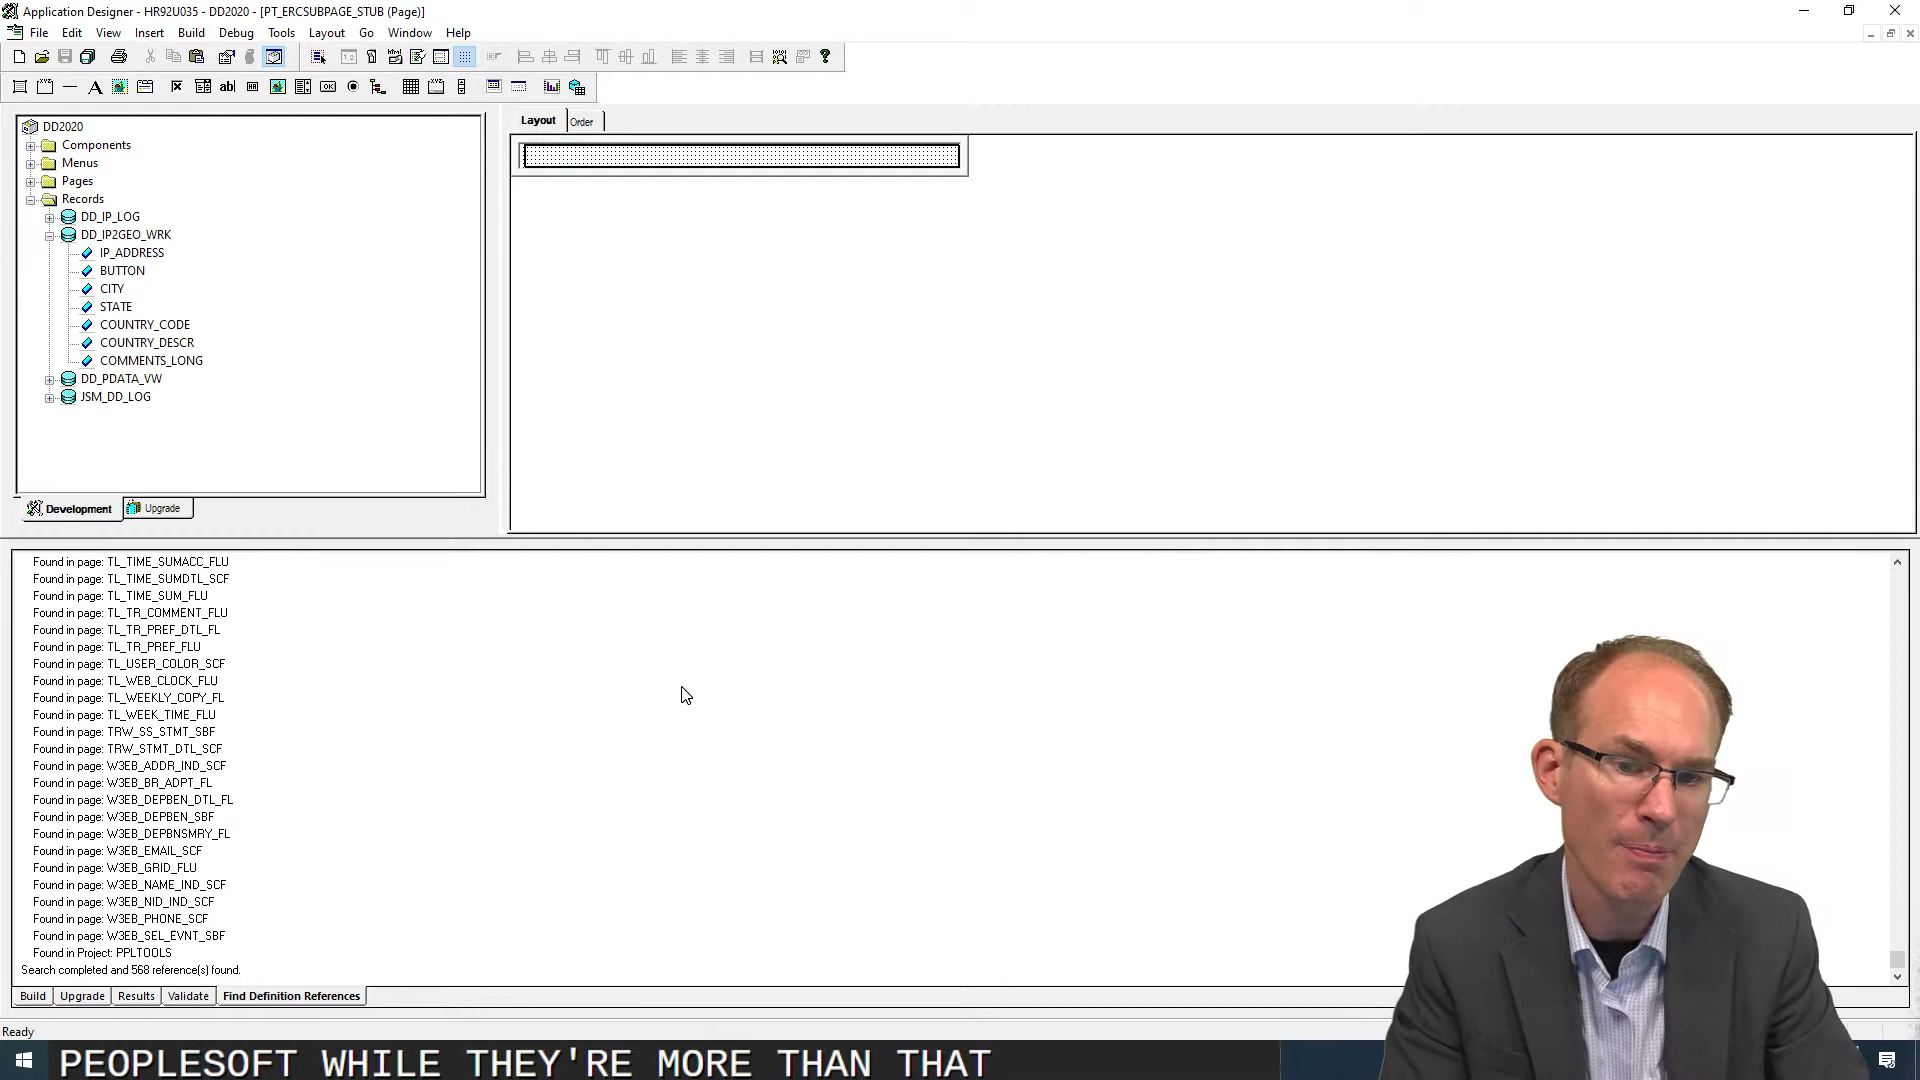 Application Designer - HR92U035 - DD2020 - [PT_ERCSUBPAGE_STUB (Page)]
File Edit View Insert Build Debug Tools Layout Go Window Help
DD2020
Components
Menus
Pages
Records
DD_IP_LOG
DD_IP2GEO_WRK
IP_ADDRESS
BUTTON
CITY
STATE
COUNTRY_CODE
COUNTRY_DESCR
COMMENTS_LONG
DD_PDATA_VW
JSM_DD_LOG
Development Upgrade
Layout Order
Found in page: TL_TIME_SUMACC_FLU
Found in page: TL_TIME_SUMDTL_SCF
Found in page: TL_TIME_SUM_FLU
Found in page: TL_TR_COMMENT_FLU
Found in page: TL_TR_PREF_DTL_FL
Found in page: TL_TR_PREF_FLU
Found in page: TL_USER_COLOR_SCF
Found in page: TL_WEB_CLOCK_FLU
Found in page: TL_WEEKLY_COPY_FL
Found in page: TL_WEEK_TIME_FLU
Found in page: TRW_SS_STMT_SBF
Found in page: TRW_STMT_DTL_SCF
Found in page: W3EB_ADDR_IND_SCF
Found in page: W3EB_BR_ADPT_FL
Found in page: W3EB_DEPBEN_DTL_FL
Found in page: W3EB_DEPBEN_SBF
Found in page: W3EB_DEPBNSMRY_FL
Found in page: W3EB_EMAIL_SCF
Found in page: W3EB_GRID_FLU
Found in page: W3EB_NAME_IND_SCF
Found in page: W3EB_NID_IND_SCF
Found in page: W3EB_PHONE_SCF
Found in page: W3EB_SEL_EVNT_SBF
Found in Project: PPLTOOLS
Search completed and 568 reference(s) found.
Build Upgrade Results Validate Find Definition References
Ready
PEOPLESOFT WHILE THEY'RE MORE THAN THAT